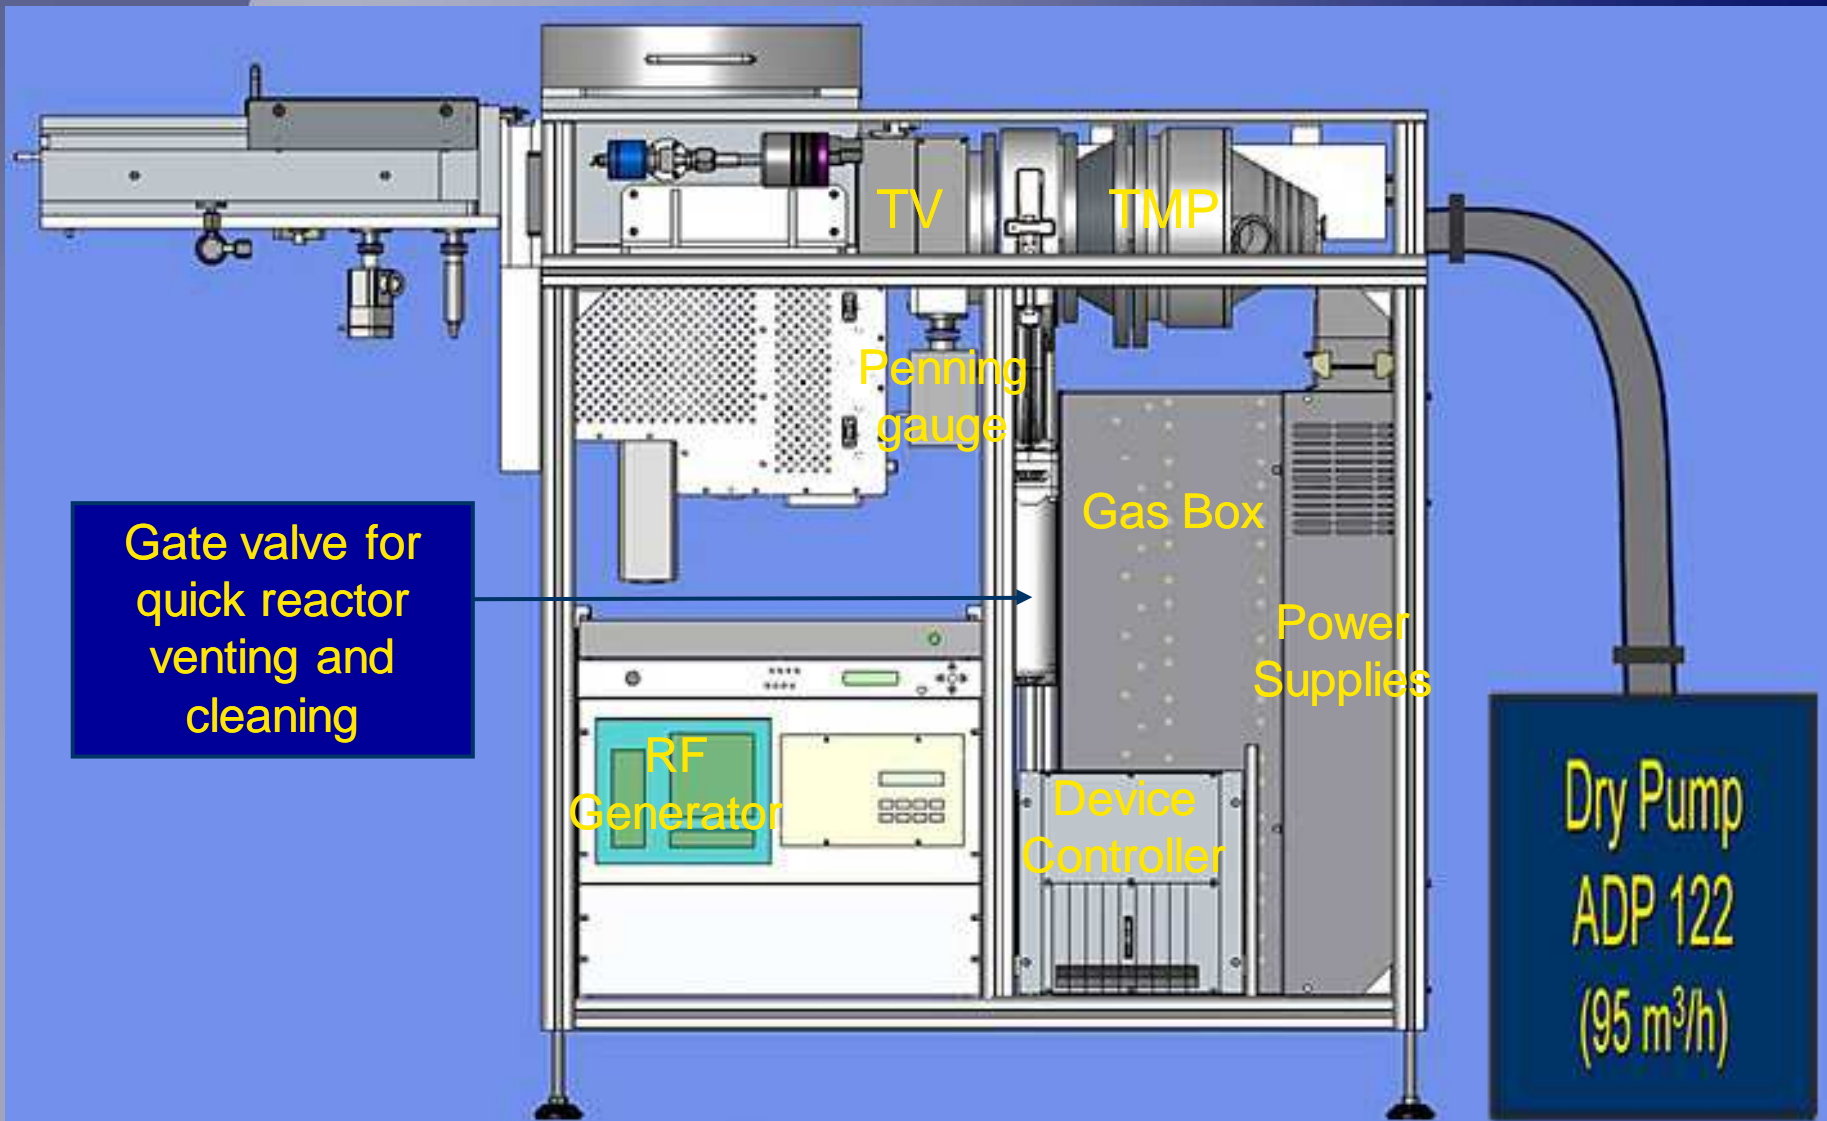 TV
TMP
Penning
gauge
Gas Box
Gate valve for
quick reactor
venting and
cleaning
Power
Supplies
RF
Generator
Device
Controller
Dry Pump
ADP 122
(95 m³/h)